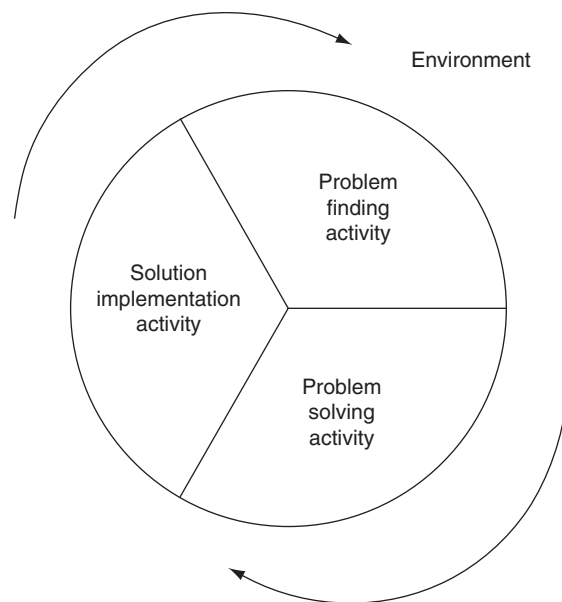 Environment
Problem
finding
activity
Solution
implementation
activity
Problem
solving
activity